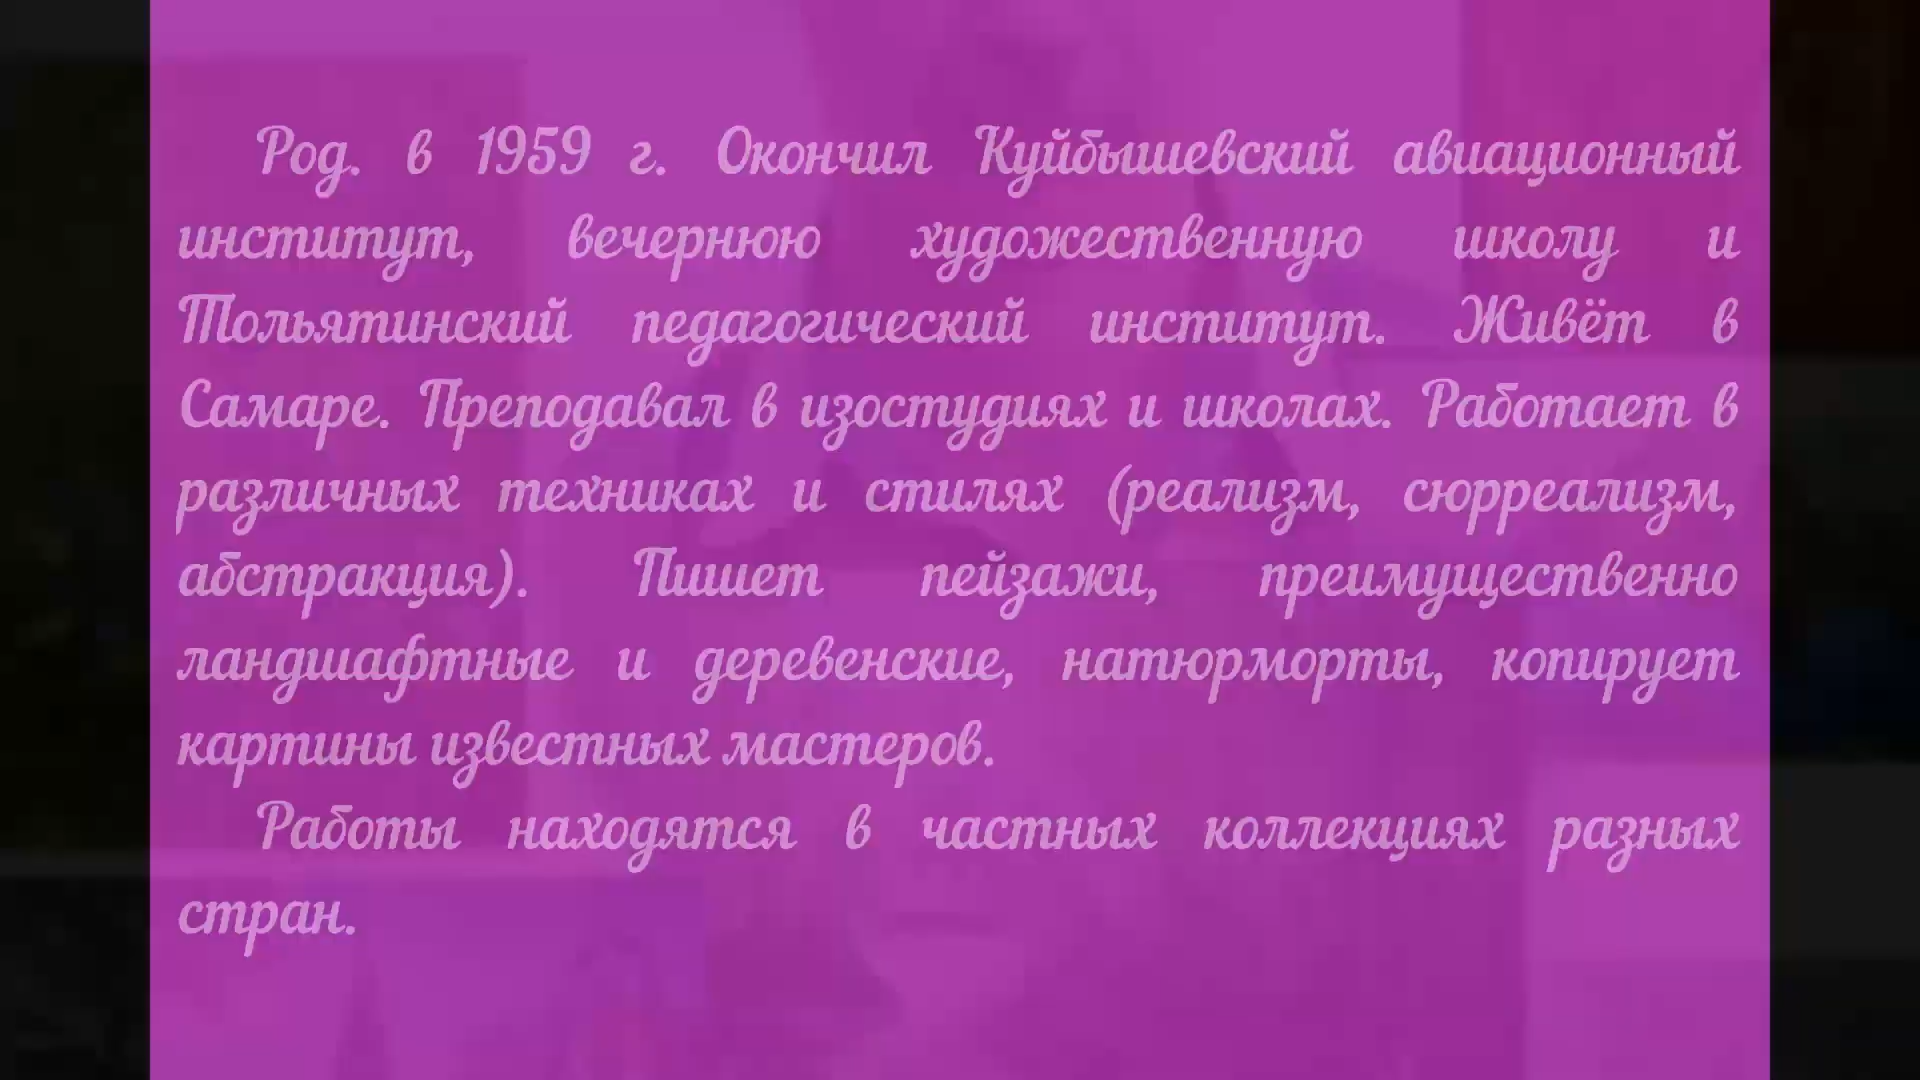 Род. в 1959 г. Окончил Куйбышевский авиационный
институт, вечернюю художественную школу и
Тольятинский педагогический институт. Живёт в
Самаре. Преподавал в изостудиях и школах. Работает в
различных техниках и стилях (реализм, сюрреализм,
абстракция). Пишет пейзажи, преимущественно
ландшафтные и деревенские, натюрморты, копирует
картины известных мастеров.
Работы находятся в частных коллекциях разных
стран.